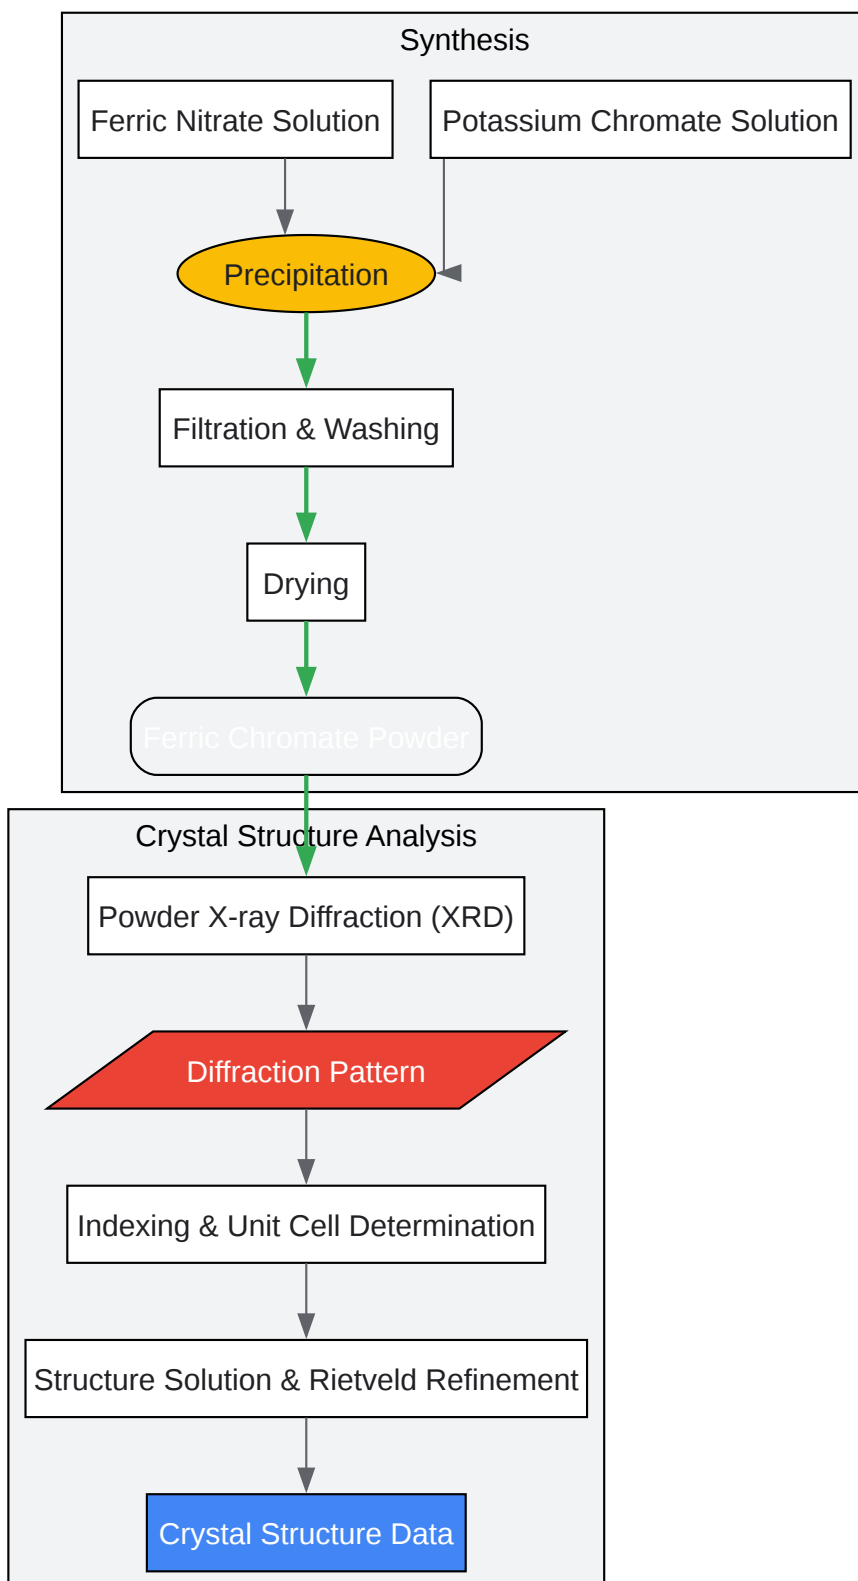 Synthesis
Ferric Nitrate Solution
Potassium Chromate Solution
Precipitation
Filtration & Washing
Drying
Ferric Chromate Powder
Crystal Structure Analysis
Powder X-ray Diffraction (XRD)
Diffraction Pattern
Indexing & Unit Cell Determination
Structure Solution & Rietveld Refinement
Crystal Structure Data